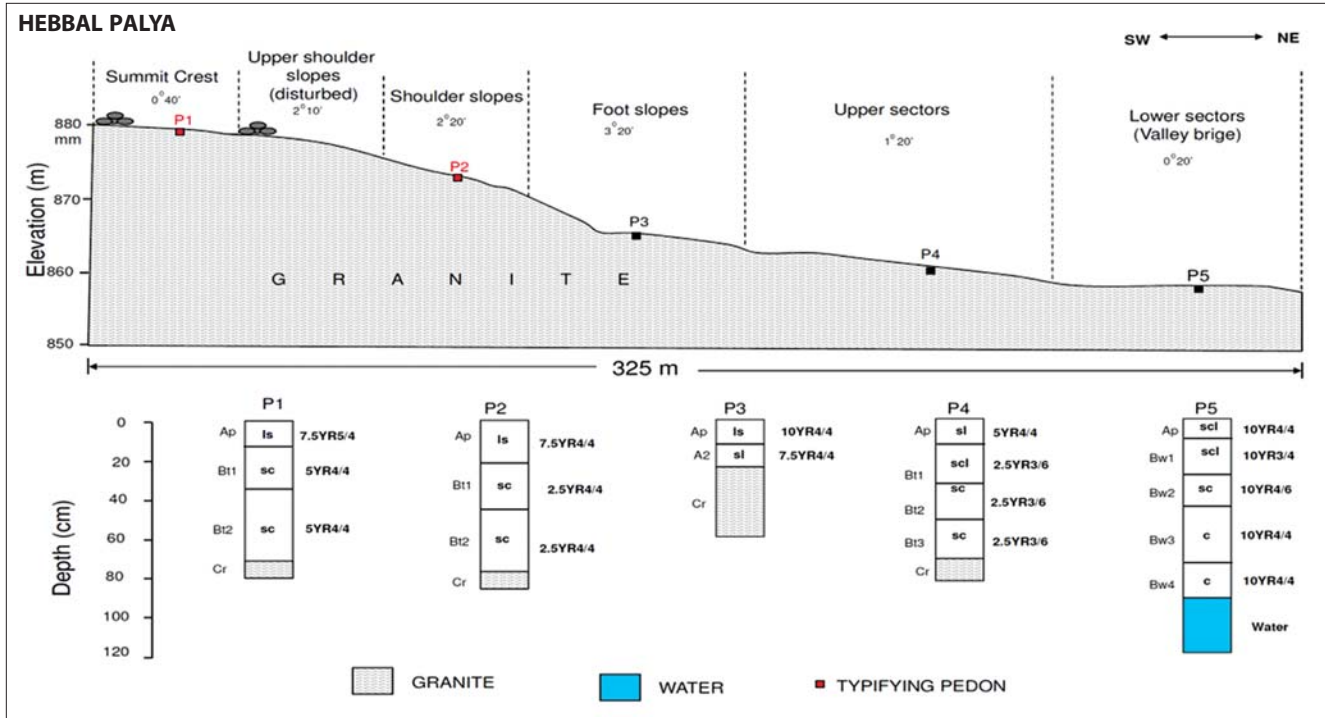 HEBBAL PALYA
SW NE
Summit Crest
0°40'
Upper shoulder
slopes
(disturbed)
2°10'
Shoulder slopes
2°20'
Foot slopes
3°20'
Upper sectors
1°20'
Lower sectors
(Valley brige)
0°20'
Elevation (m)
880
mm
870
860
850
P1
P2
P3
P4
P5
G R A N I T E
325 m
Depth (cm)
0
20
40
60
80
100
120
P1
Ap ls 7.5YR5/4
Bt1 sc 5YR4/4
Bt2 sc 5YR4/4
Cr
P2
Ap ls 7.5YR4/4
Bt1 sc 2.5YR4/4
Bt2 sc 2.5YR4/4
Cr
P3
Ap ls 10YR4/4
A2 sl 7.5YR4/4
Cr
P4
Ap sl 5YR4/4
Bt1 scl 2.5YR3/6
Bt2 sc 2.5YR3/6
Bt3 sc 2.5YR3/6
Cr
P5
Ap scl 10YR4/4
Bw1 scl 10YR3/4
Bw2 sc 10YR4/6
Bw3 c 10YR4/4
Bw4 c 10YR4/4
Water
GRANITE
WATER
TYPIFYING PEDON